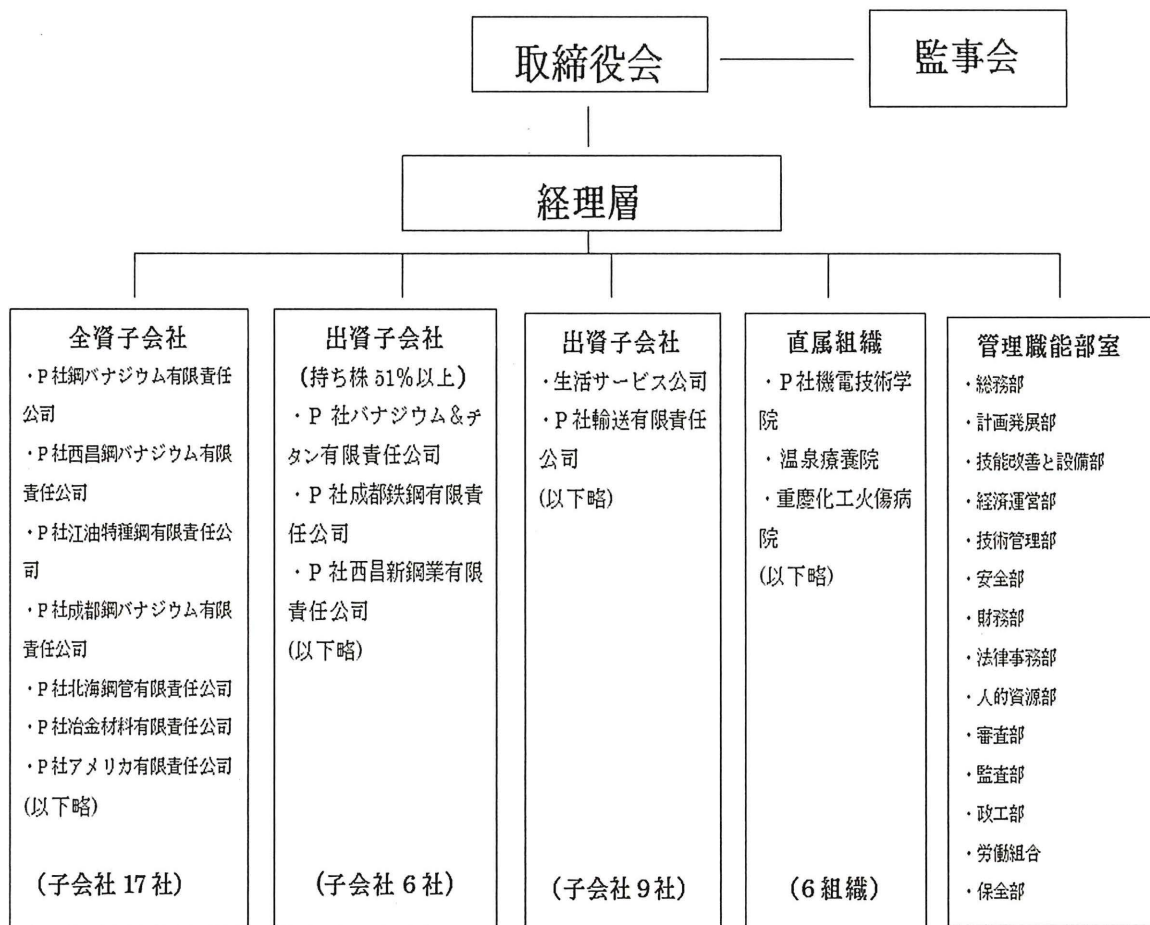 取締役会
監事会
経理層
全資子会社
・P社鋼バナジウム有限責任
公司
・P社西昌鋼バナジウム有限
責任公司
・P社江油特種鋼有限責任公
司
・P社成都鋼バナジウム有限
責任公司
・P社北海鋼管有限責任公司
・P社冶金材料有限責任公司
・P社アメリカ有限責任公司
(以下略)
(子会社 17 社)
出資子会社
(持ち株 51%以上)
・P 社バナジウム&チ
タン有限責任公司
・P 社成都鉄鋼有限責
任公司
・P 社西昌新鋼業有限
責任公司
(以下略)
(子会社 6 社)
出資子会社
・生活サービス公司
・P 社輸送有限責任
公司
(以下略)
(子会社 9 社)
直属組織
・P社機電技術学
院
・温泉療養院
・重慶化工火傷病
院
(以下略)
(6 組織)
管理職能部室
・総務部
・計画発展部
・技能改善と設備部
・経済運営部
・技術管理部
・安全部
・財務部
・法律事務部
・人的資源部
・審査部
・監査部
・政工部
・労働組合
・保全部